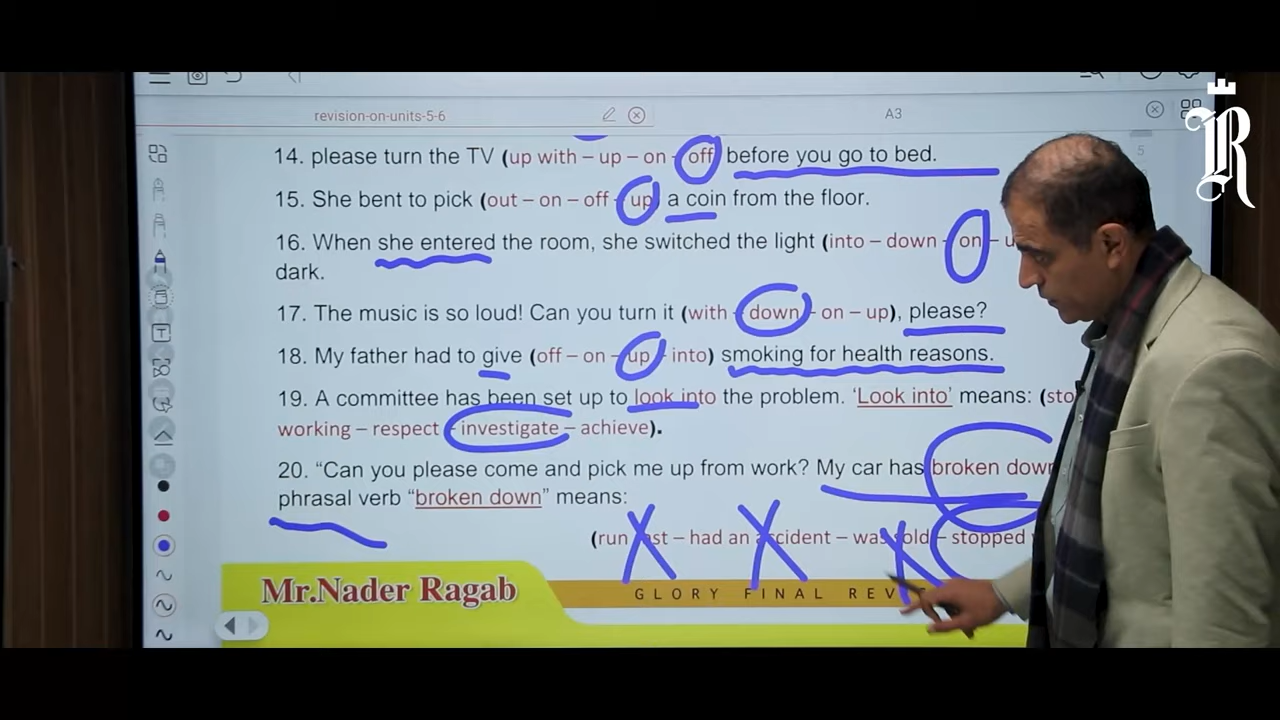 revision-on-units-5-6
A3
5
R
14. please turn the TV (up with – up – on - off before you go to bed.
15. She bent to pick (out – on – off - up a coin from the floor.
16. When she entered the room, she switched the light (into – down - on – u
dark.
17. The music is so loud! Can you turn it (with - down - on – up), please?
18. My father had to give (off – on - up - into) smoking for health reasons.
19. A committee has been set up to look into the problem. ‘Look into’ means: (sto
working – respect - investigate – achieve).
20. “Can you please come and pick me up from work? My car has broken down
phrasal verb “broken down” means:
(run – had an accident – was sold – stopped
Mr.Nader Ragab
GLORY FINAL REV